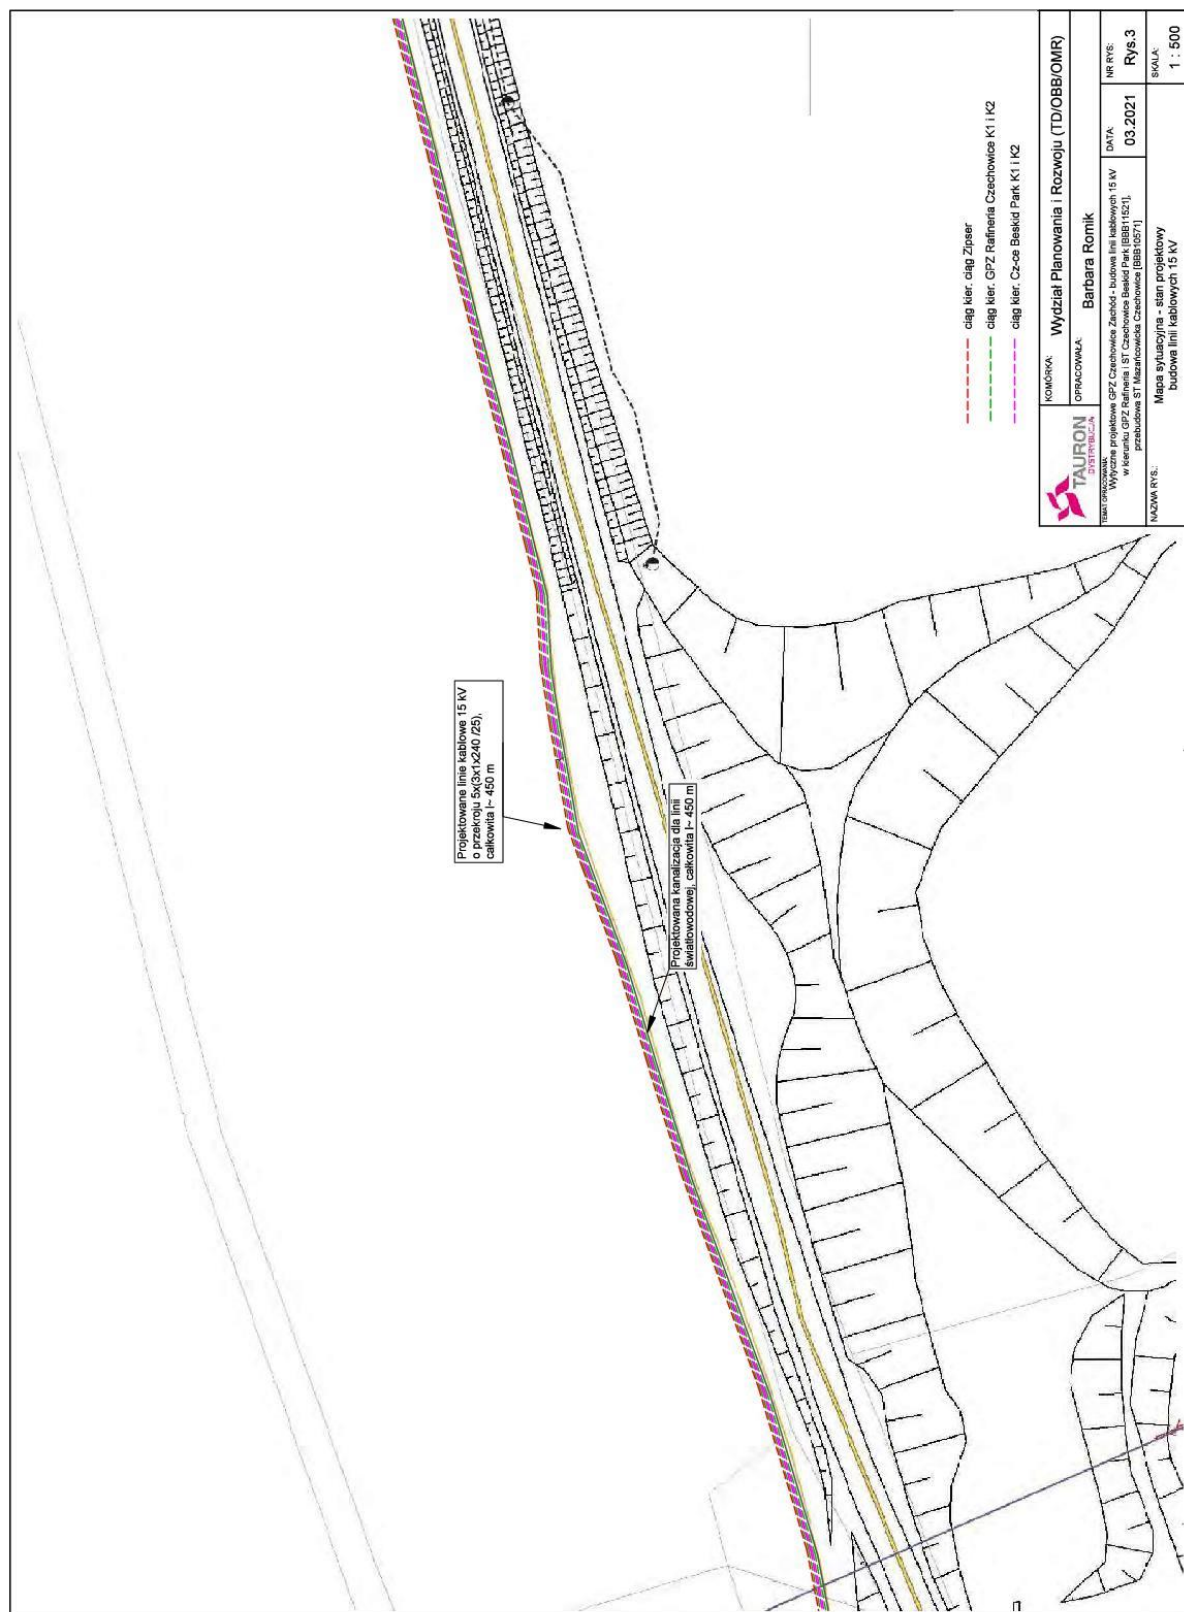 Projektowane linie kablowe 15 kV
o przekroju 5x(3x1x240 /25),
całkowita l~ 450 m
Projektowana kanalizacja dla linii
światłowodowej, całkowita l~ 450 m
ciąg kier. ciąg Zipser
ciąg kier. GPZ Rafineria Czechowice K1 i K2
ciąg kier. Cz-ce Beskid Park K1 i K2
TAURON
DYSTRYBUCJA
KOMÓRKA:
Wydział Planowania i Rozwoju (TD/OBB/OMR)
OPRACOWAŁA:
Barbara Romik
TEMAT OPRACOWANIA:
Wytyczne projektowe GPZ Czechowice Zachód - budowa linii kablowych 15 kV
w kierunku GPZ Rafineria i ST Czechowice Beskid Park [BBB11521],
przebudowa ST Mazańcowicka Czechowice [BBB10571]
DATA:
03.2021
NR RYS:
Rys.3
NAZWA RYS.:
Mapa sytuacyjna - stan projektowy
budowa linii kablowych 15 kV
SKALA:
1 : 500